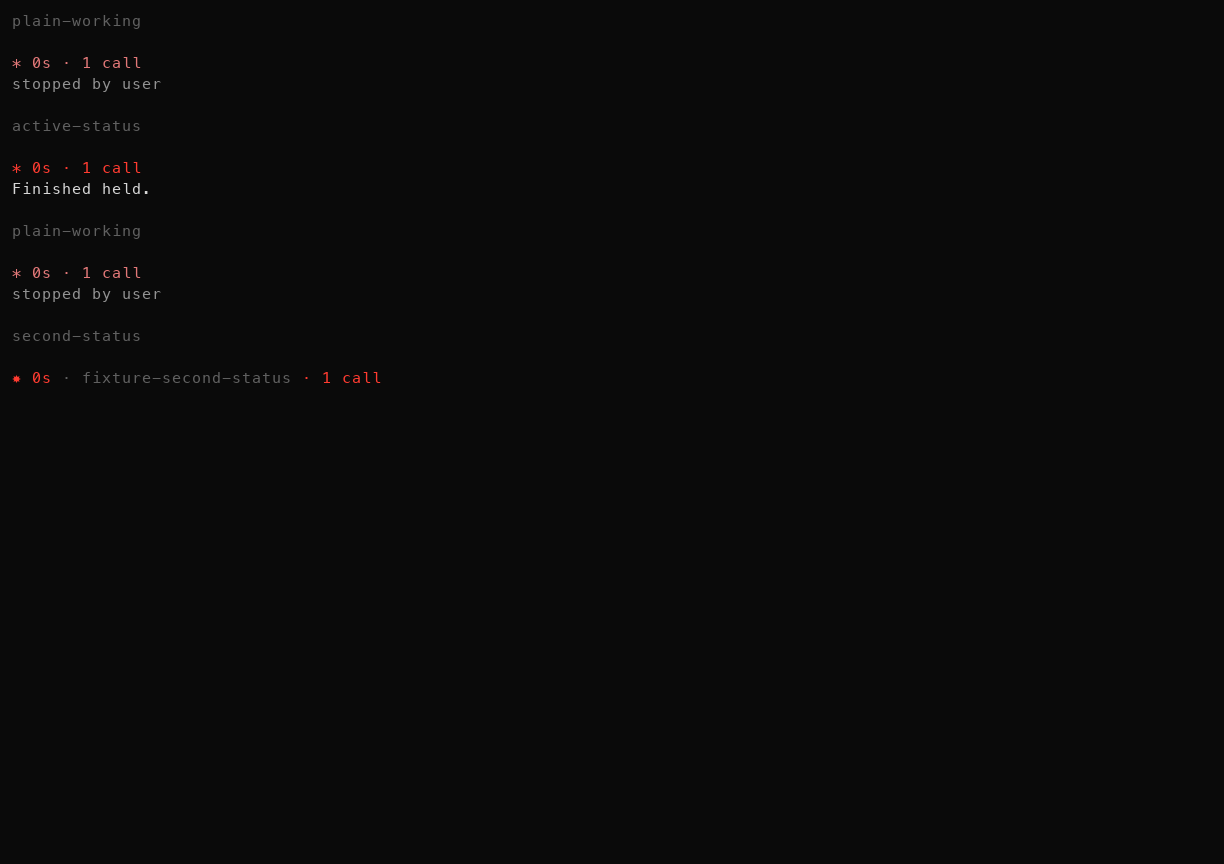 plain–working
∗ 0s · 1 call
stopped by user
active–status
∗ 0s · 1 call
Finished held.
plain–working
∗ 0s · 1 call
stopped by user
second–status
✸ 0s · fixture–second–status · 1 call